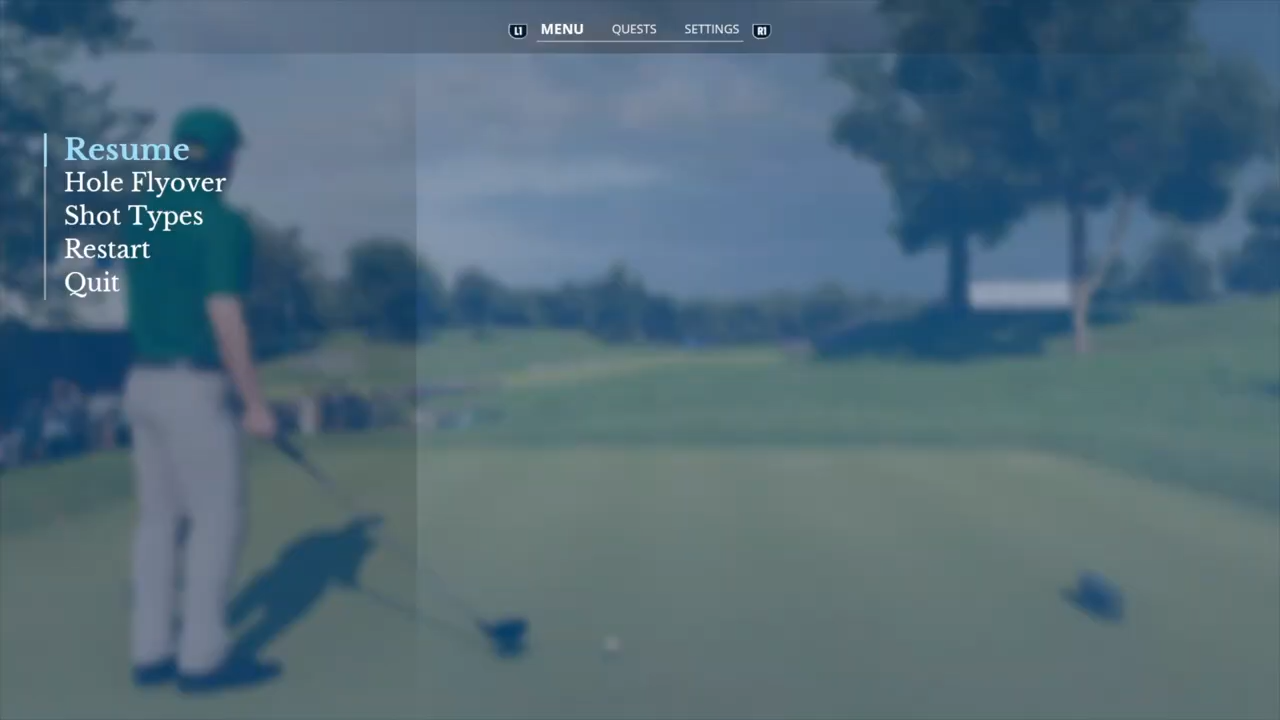 L1 MENU QUESTS SETTINGS R1
Resume
Hole Flyover
Shot Types
Restart
Quit